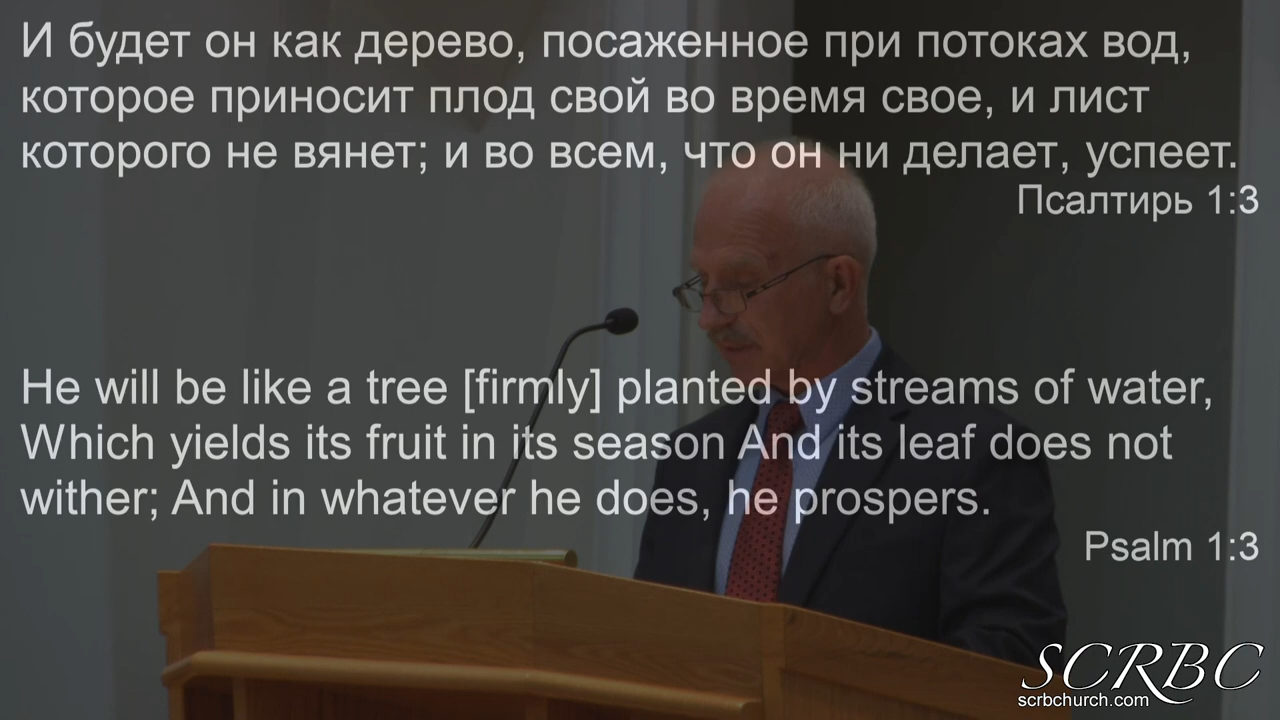 И будет он как дерево, посаженное при потоках вод,
которое приносит плод свой во время свое, и лист
которого не вянет; и во всем, что он ни делает, успеет.
Псалтирь 1:3
He will be like a tree [firmly] planted by streams of water,
Which yields its fruit in its season And its leaf does not
wither; And in whatever he does, he prospers.
Psalm 1:3
SCRBC
scrbchurch.com